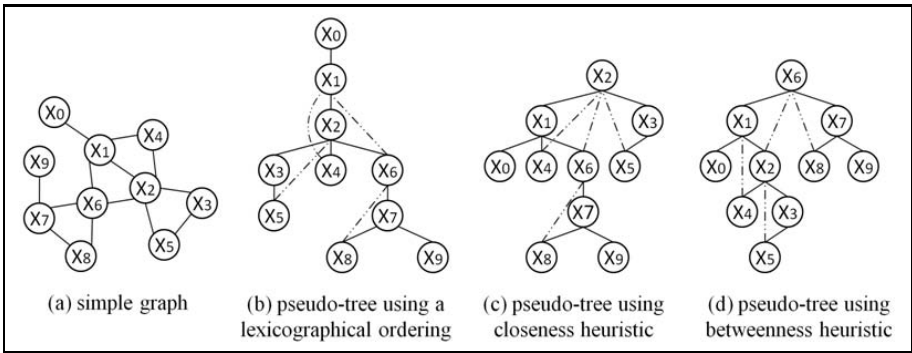 X0
X1
X4
X9
X2
X6
X3
X7
X5
X8
(a) simple graph
X0
X1
X2
X3
X4
X6
X5
X7
X8
X9
(b) pseudo-tree using a
lexicographical ordering
X2
X1
X3
X0
X4
X6
X5
X7
X8
X9
(c) pseudo-tree using
closeness heuristic
X6
X1
X7
X0
X2
X8
X9
X4
X3
X5
(d) pseudo-tree using
betweenness heuristic